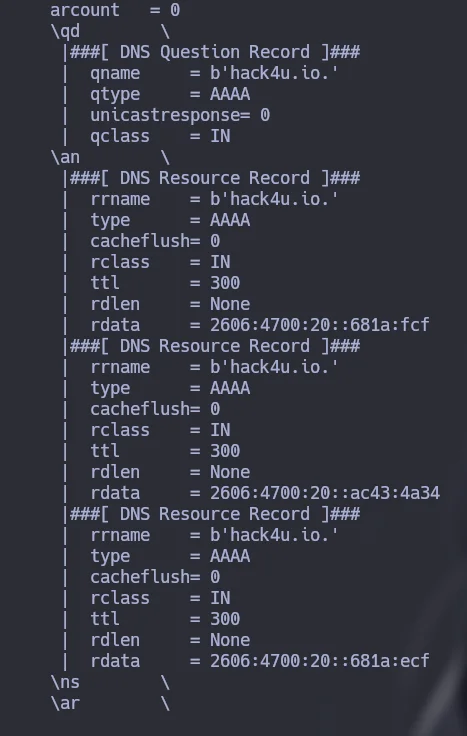 arcount   = 0
\qd        \
 |###[ DNS Question Record ]###
 |  qname     = b'hack4u.io.'
 |  qtype     = AAAA
 |  unicastresponse= 0
 |  qclass    = IN
\an        \
 |###[ DNS Resource Record ]###
 |  rrname    = b'hack4u.io.'
 |  type      = AAAA
 |  cacheflush= 0
 |  rclass    = IN
 |  ttl       = 300
 |  rdlen     = None
 |  rdata     = 2606:4700:20::681a:fcf
 |###[ DNS Resource Record ]###
 |  rrname    = b'hack4u.io.'
 |  type      = AAAA
 |  cacheflush= 0
 |  rclass    = IN
 |  ttl       = 300
 |  rdlen     = None
 |  rdata     = 2606:4700:20::ac43:4a34
 |###[ DNS Resource Record ]###
 |  rrname    = b'hack4u.io.'
 |  type      = AAAA
 |  cacheflush= 0
 |  rclass    = IN
 |  ttl       = 300
 |  rdlen     = None
 |  rdata     = 2606:4700:20::681a:ecf
\ns        \
\ar        \